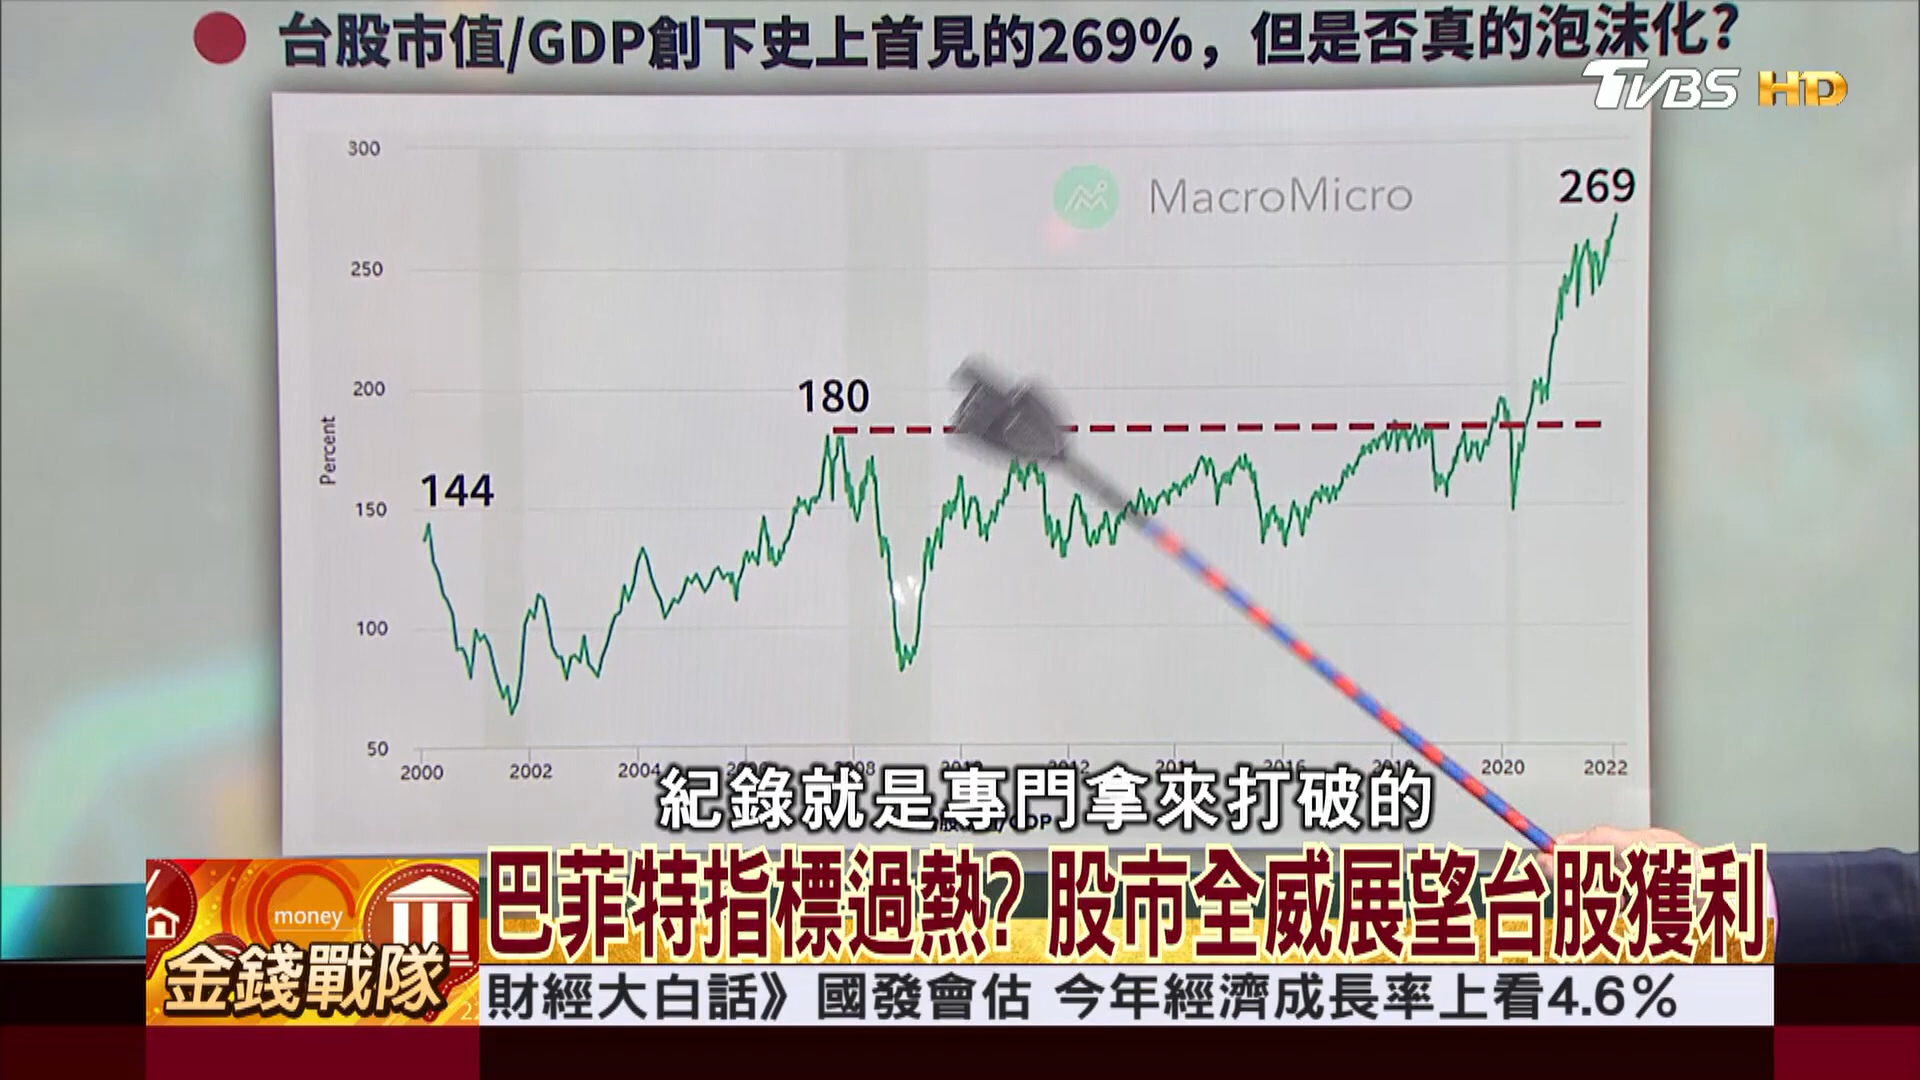 台股市值/GDP創下史上首見的269%，但是否真的泡沫化?
TVBS HD
MacroMicro
300
250
200
150
100
50
Percent
144
180
269
2000
2002
2004
2010
2012
2020
2022
紀錄就是專門拿來打破的
money
金錢戰隊
巴菲特指標過熱? 股市全威展望台股獲利
財經大白話》國發會估 今年經濟成長率上看4.6%